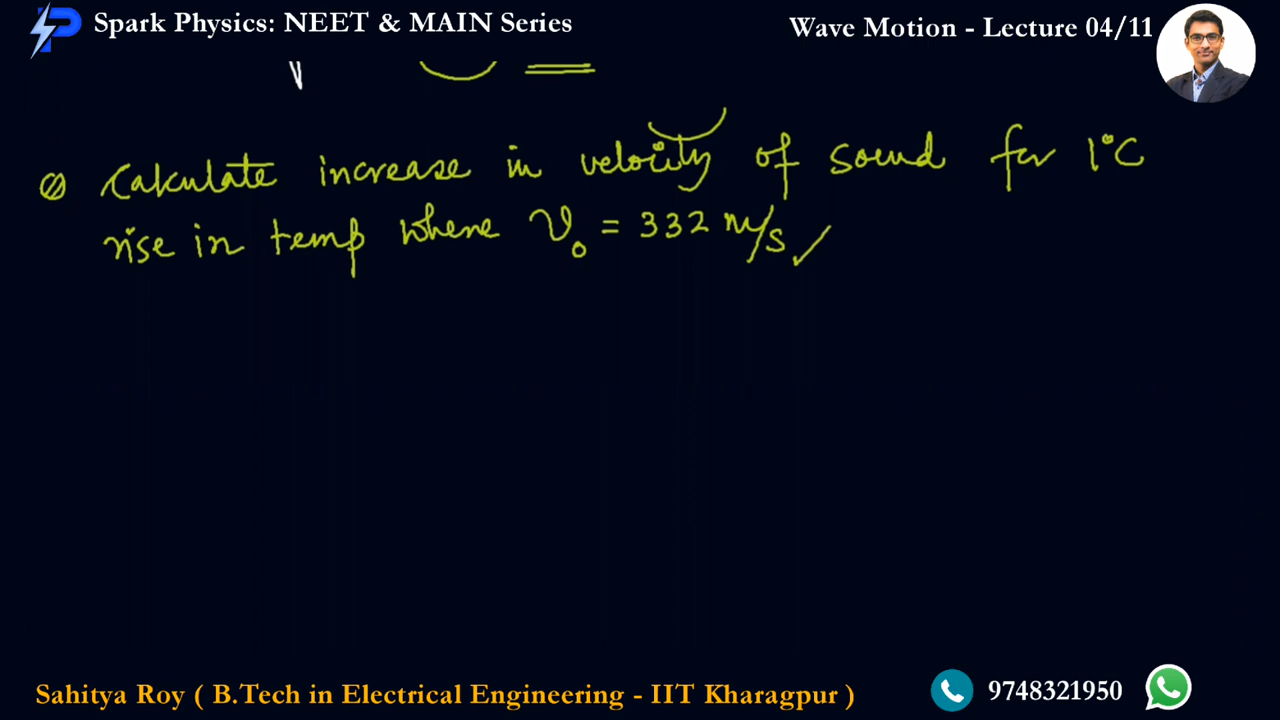 Spark Physics: NEET & MAIN Series
Wave Motion - Lecture 04/11
Calculate increase in velocity of sound for 1°C
rise in temp where V₀ = 332 m/s ✓
Sahitya Roy ( B.Tech in Electrical Engineering - IIT Kharagpur )
9748321950